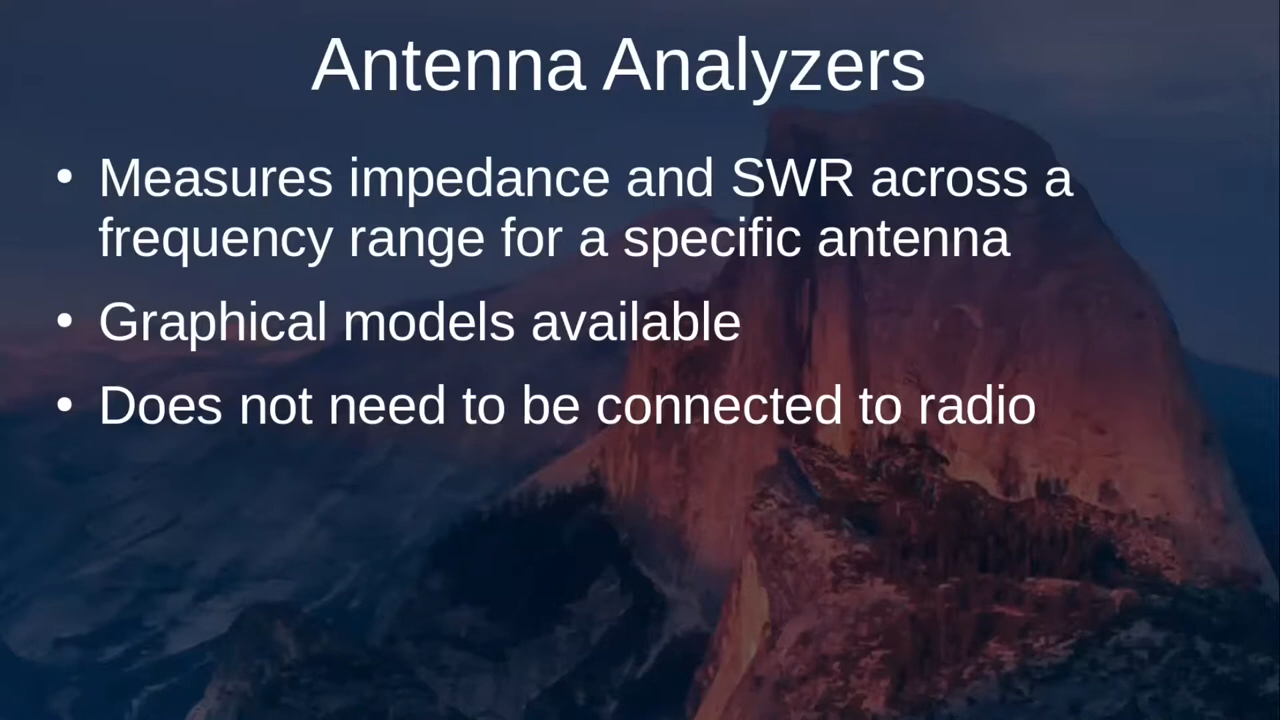 Antenna Analyzers
• Measures impedance and SWR across a
frequency range for a specific antenna
• Graphical models available
• Does not need to be connected to radio